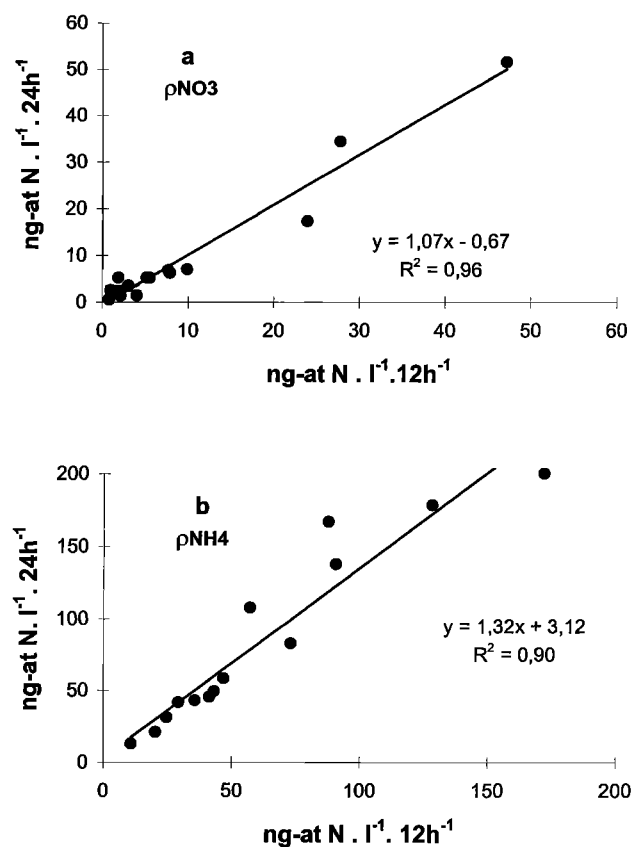 a
ρNO3
ng-at N . l⁻¹ . 24h⁻¹
60
50
40
30
20
10
0
y = 1,07x - 0,67
R² = 0,96
0 10 20 30 40 50 60
ng-at N . l⁻¹.12h⁻¹
b
ρNH4
ng-at N. l⁻¹. 24h⁻¹
200
150
100
50
0
y = 1,32x + 3,12
R² = 0,90
0 50 100 150 200
ng-at N . l⁻¹. 12h⁻¹